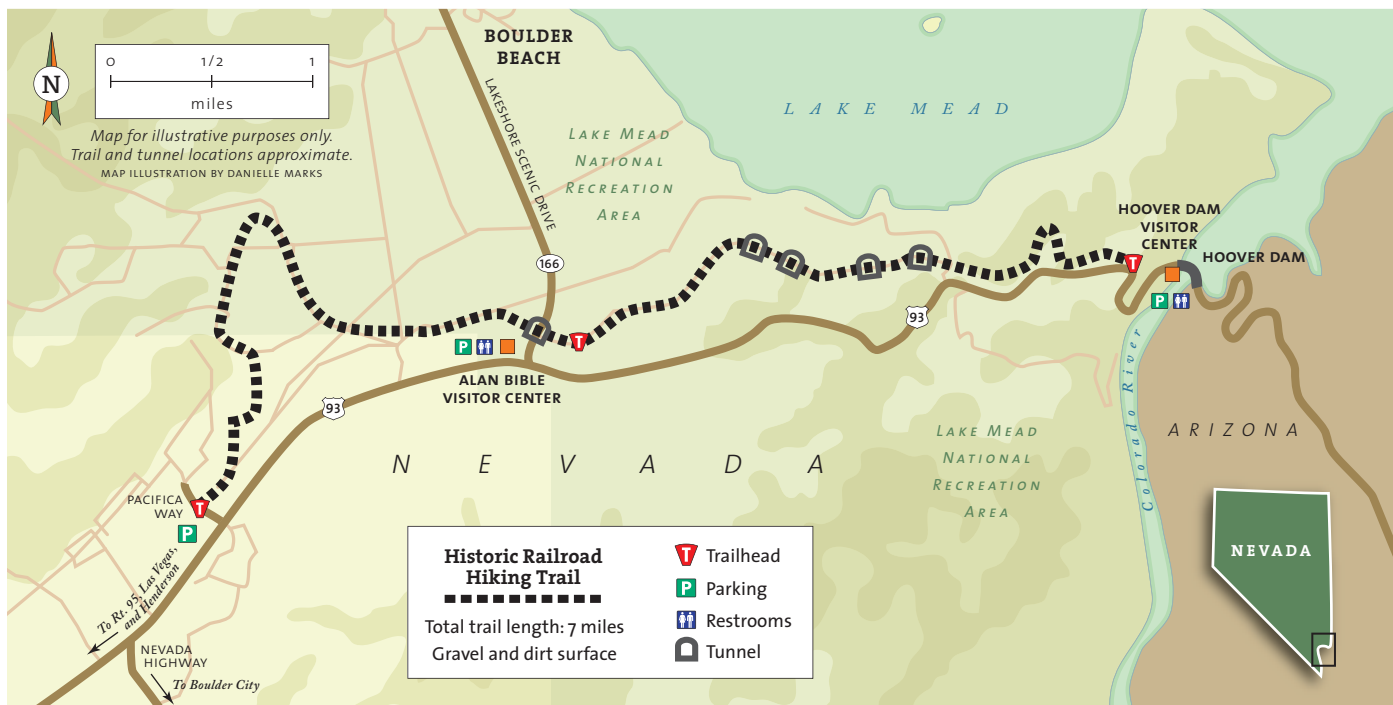 BOULDER
BEACH
N
0 1/2 1
miles
Map for illustrative purposes only.
Trail and tunnel locations approximate.
MAP ILLUSTRATION BY DANIELLE MARKS
LAKESHORE SCENIC DRIVE
LAKE MEAD
NATIONAL
RECREATION
AREA
LAKE MEAD
HOOVER DAM
VISITOR
CENTER
HOOVER DAM
166
T
T
P
93
P
ALAN BIBLE
VISITOR CENTER
93
Colorado River
ARIZONA
LAKE MEAD
NATIONAL
RECREATION
AREA
NEVADA
PACIFICA
WAY
T
P
To Rt. 95, Las Vegas,
and Henderson
NEVADA
HIGHWAY
To Boulder City
Historic Railroad
Hiking Trail
Total trail length: 7 miles
Gravel and dirt surface
T Trailhead
P Parking
Restrooms
Tunnel
NEVADA